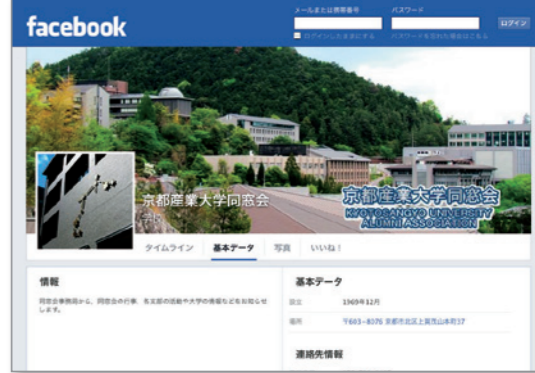 facebook
メールまたは携帯番号
パスワード
ログイン
ログインしたままにする
パスワードを忘れた場合はこちら
京都産業大学同窓会
学校
京都産業大学同窓会
KYOTO SANGYO UNIVERSITY
ALUMNI ASSOCIATION
タイムライン 基本データ 写真 いいね！
情報
同窓会事務局から、同窓会の行事、各支部の活動や大学の情報などをお知らせ
します。
基本データ
設立 1969年12月
場所 〒603-8075 京都市北区上賀茂山本町37
連絡先情報